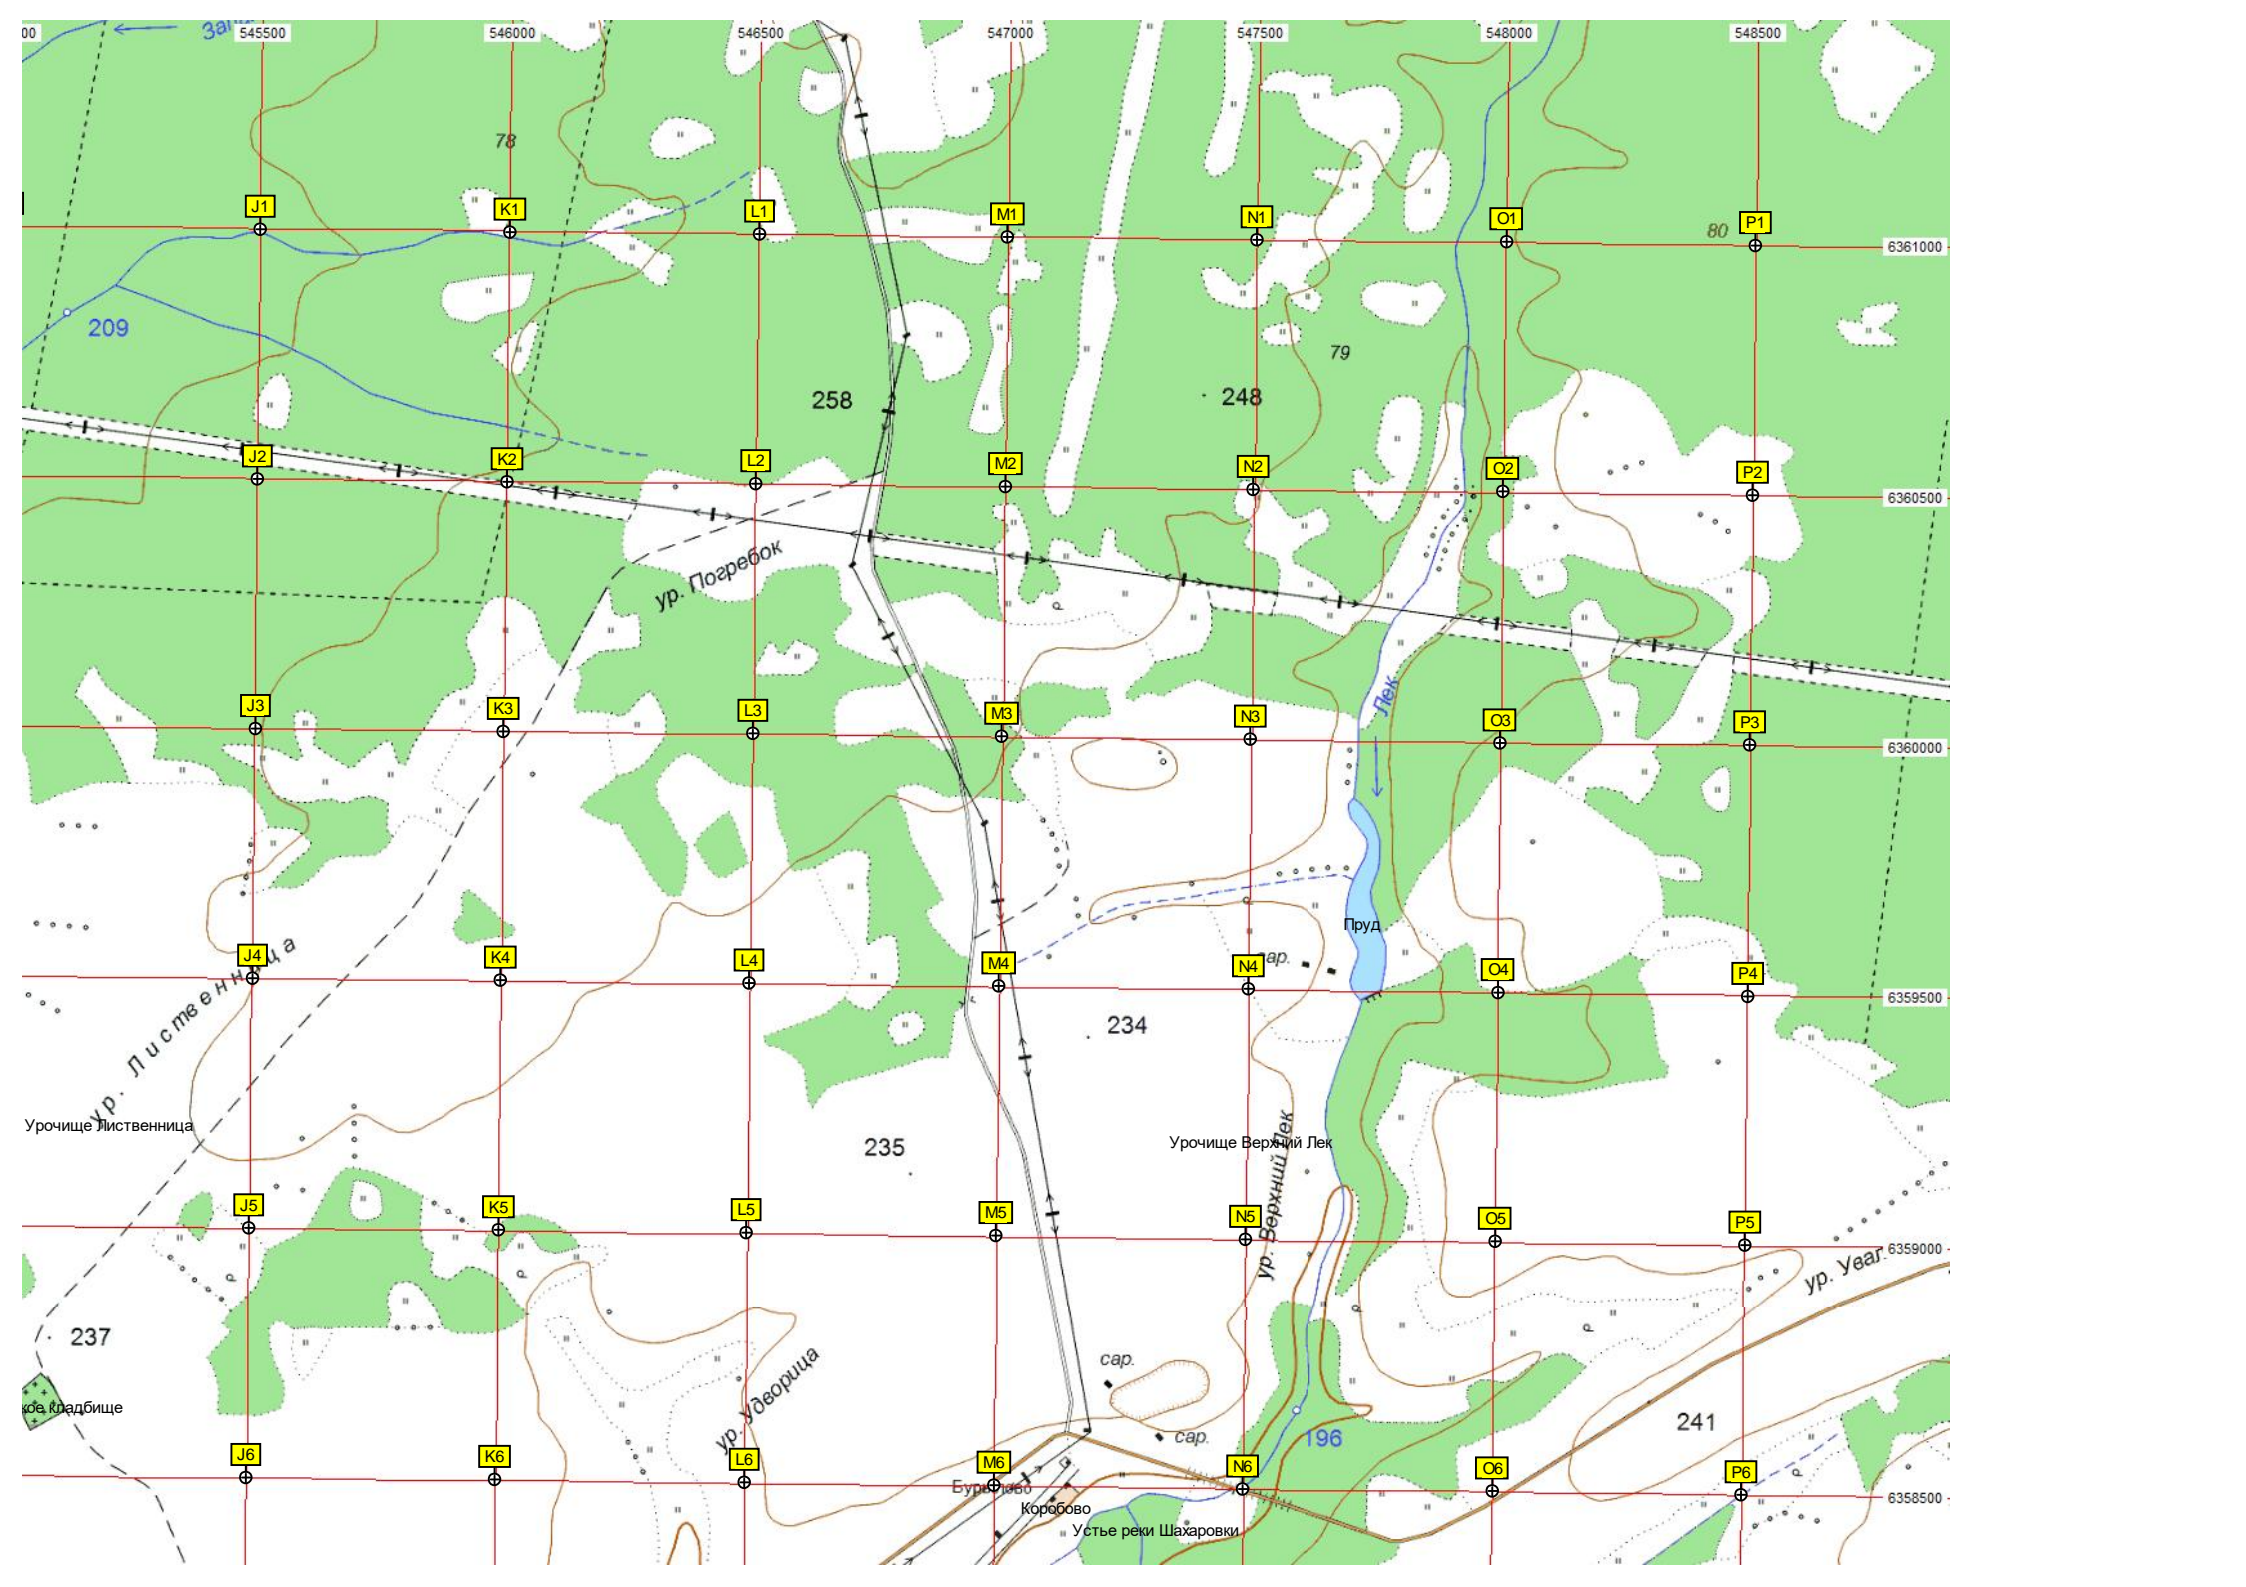 00 545500 546000 546500 547000 547500 548000 548500
78
J1 K1 L1 M1 N1 O1 P1
80
6361000
209
79
258
248
J2 K2 L2 M2 N2 O2 P2
6360500
ур. Погребок
Лек
J3 K3 L3 M3 N3 O3 P3
6360000
Пруд
ур. Лиственница
J4 K4 L4 M4 N4 O4 P4
6359500
234
Урочище Лиственница
235
Урочище Верхний Лек
ур. Верхний Лек
J5 K5 L5 M5 N5 O5 P5
6359000
ур. Уваг
237
сар.
ур. Удворица
кое кладбище
241
сар.
196
J6 K6 L6 M6 N6 O6 P6
6358500
Коробово
Устье реки Шахаровки